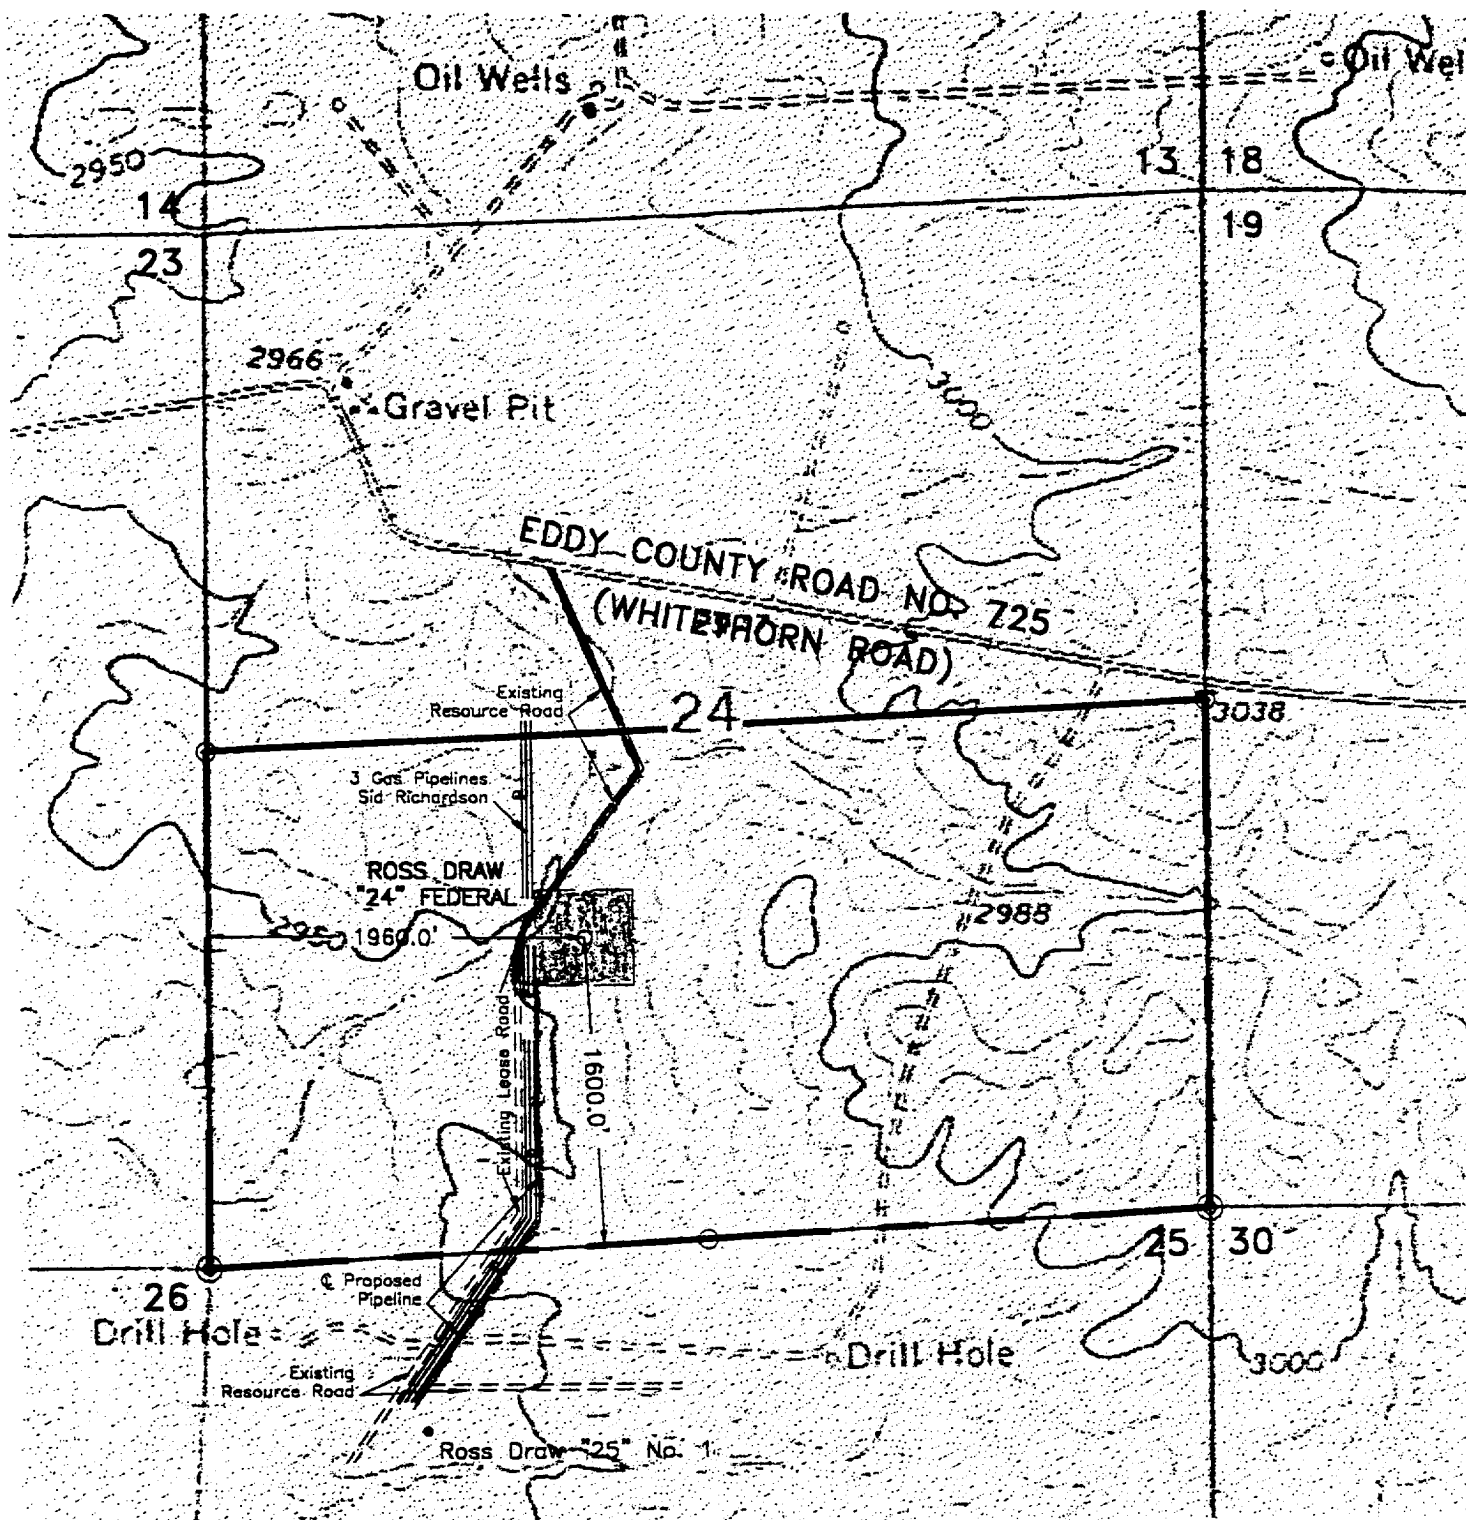 Oil Wells
Oil Wel
2950
13 18
14
19
23
2966
Gravel Pit
3000
EDDY COUNTY ROAD NO. 725
(WHITETHORN ROAD)
Existing
Resource Road
24
3038
3 Gas Pipelines
Sid Richardson
ROSS DRAW
"24" FEDERAL
2988
2950
1960.0'
Existing Lease Road
1600.0'
25 30
26
℄ Proposed
Pipeline
Drill Hole
Drill Hole
3000
Existing
Resource Road
Ross Draw "25" No. 1